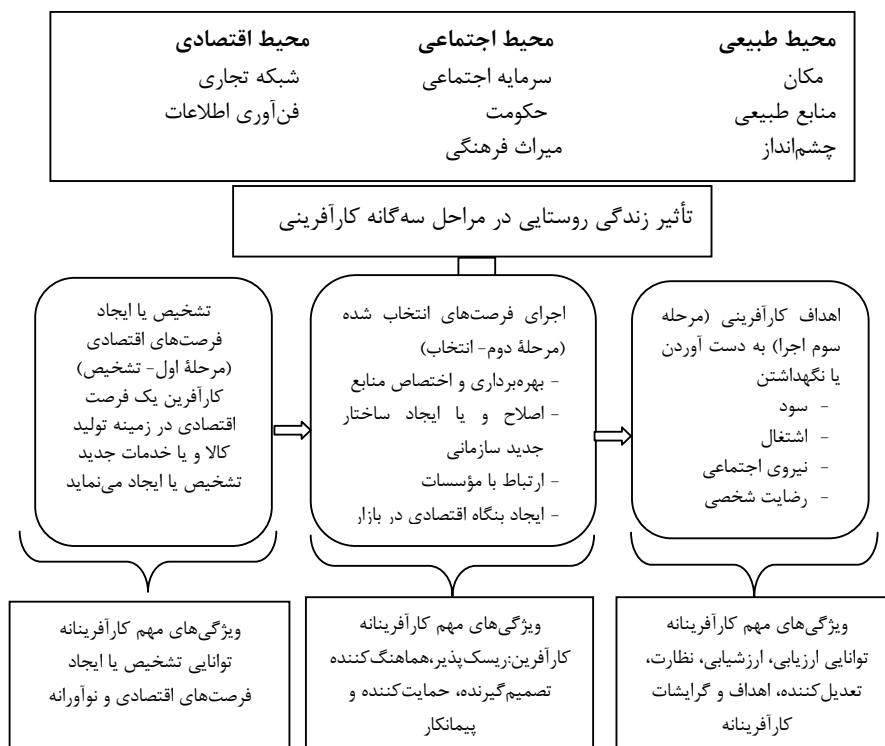 محیط طبیعی
مکان
منابع طبیعی
چشم‌انداز
محیط اجتماعی
سرمایه اجتماعی
حکومت
میراث فرهنگی
محیط اقتصادی
شبکه تجاری
فن‌آوری اطلاعات
تأثیر زندگی روستایی در مراحل سه‌گانه کارآفرینی
تشخیص یا ایجاد
فرصت‌های اقتصادی
(مرحلۀ اول- تشخیص)
کارآفرین یک فرصت
اقتصادی در زمینه تولید
کالا و یا خدمات جدید
تشخیص یا ایجاد می‌نماید
اجرای فرصت‌های انتخاب شده
(مرحلۀ دوم- انتخاب)
- بهره‌برداری و اختصاص منابع
- اصلاح و یا ایجاد ساختار
جدید سازمانی
- ارتباط با مؤسسات
- ایجاد بنگاه اقتصادی در بازار
اهداف کارآفرینی (مرحله
سوم اجرا) به دست آوردن
یا نگهداشتن
- سود
- اشتغال
- نیروی اجتماعی
- رضایت شخصی
ویژگی‌های مهم کارآفرینانه
توانایی تشخیص یا ایجاد
فرصت‌های اقتصادی و نوآورانه
ویژگی‌های مهم کارآفرینانه
کارآفرین:ریسک‌پذیر،هماهنگ‌کننده
تصمیم‌گیرنده، حمایت‌کننده و
پیمانکار
ویژگی‌های مهم کارآفرینانه
توانایی ارزیابی، ارزشیابی، نظارت،
تعدیل‌کننده، اهداف و گرایشات
کارآفرینانه